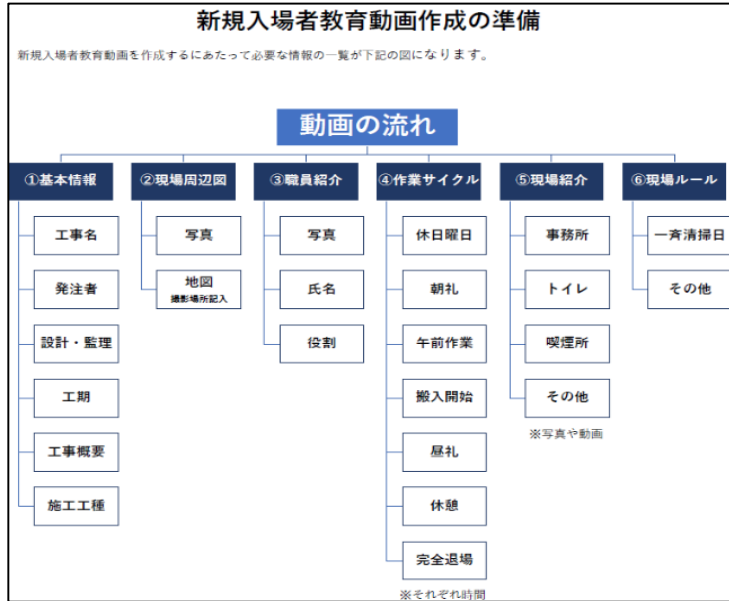 新規入場者教育動画作成の準備
新規入場者教育動画を作成するにあたって必要な情報の一覧が下記の図になります。
動画の流れ
①基本情報
工事名
発注者
設計・監理
工期
工事概要
施工工種
②現場周辺図
写真
地図
撮影場所記入
③職員紹介
写真
氏名
役割
④作業サイクル
休日曜日
朝礼
午前作業
搬入開始
昼礼
休憩
完全退場
※それぞれ時間
⑤現場紹介
事務所
トイレ
喫煙所
その他
※写真や動画
⑥現場ルール
一斉清掃日
その他